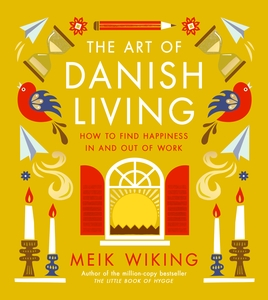 THE ART OF
DANISH
LIVING
HOW TO FIND HAPPINESS
IN AND OUT OF WORK
MEIK WIKING
Author of the million-copy bestseller
THE LITTLE BOOK OF HYGGE